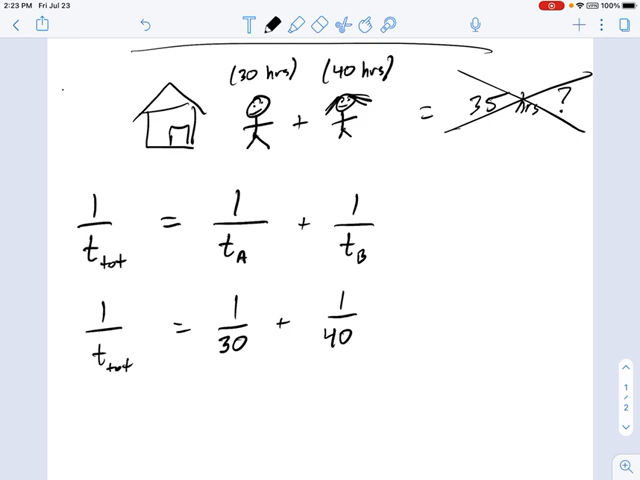 2:23 PM Fri Jul 23
100%
(30 hrs) (40 hrs)
+ = 35 hrs ?
1/t_tot = 1/t_A + 1/t_B
1/t_tot = 1/30 + 1/40
1
/
2